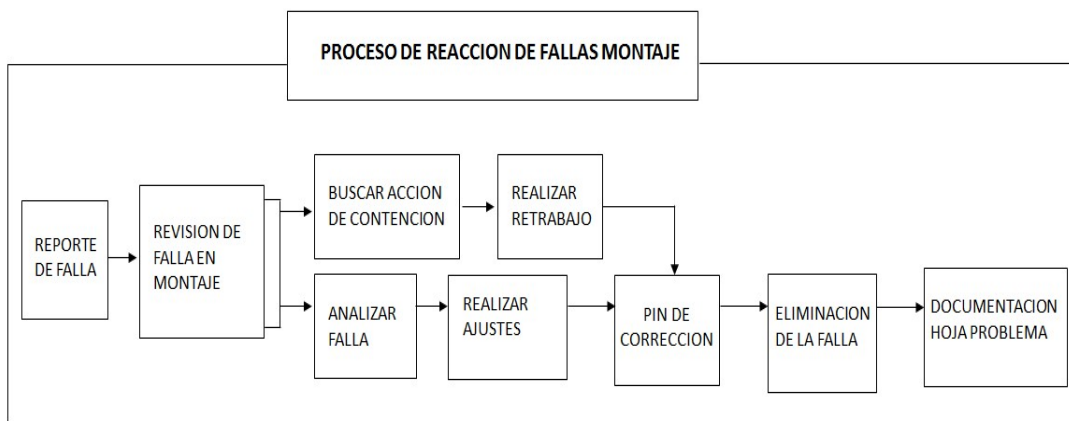 PROCESO DE REACCION DE FALLAS MONTAJE
REPORTE
DE FALLA
REVISION DE
FALLA EN
MONTAJE
BUSCAR ACCION
DE CONTENCION
REALIZAR
RETRABAJO
ANALIZAR
FALLA
REALIZAR
AJUSTES
PIN DE
CORRECCION
ELIMINACION
DE LA FALLA
DOCUMENTACION
HOJA PROBLEMA